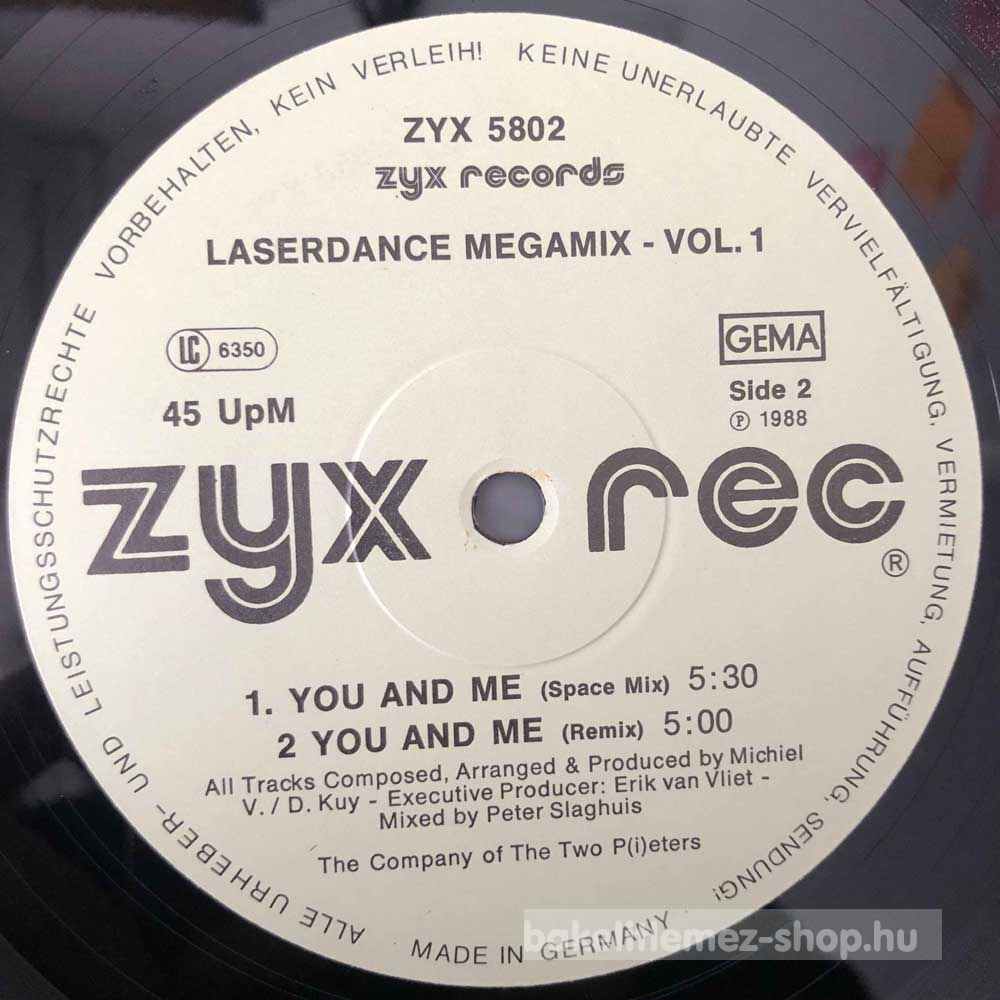 ALLE URHEBER- UND LEISTUNGSSCHUTZRECHTE VORBEHALTEN, KEIN VERLEIH! KEINE UNERLAUBTE VERVIELFÄLTIGUNG, VERMIETUNG, AUFFÜHRUNG, SENDUNG!
ZYX 5802
zyx records
LASERDANCE MEGAMIX - VOL. 1
LC 6350
GEMA
45 UpM
Side 2
℗ 1988
zyx rec ®
1. YOU AND ME (Space Mix) 5:30
2 YOU AND ME (Remix) 5:00
All Tracks Composed, Arranged & Produced by Michiel
V. / D. Kuy - Executive Producer: Erik van Vliet -
Mixed by Peter Slaghuis
The Company of The Two P(i)eters
MADE IN GERMANY
bakelitlemez-shop.hu